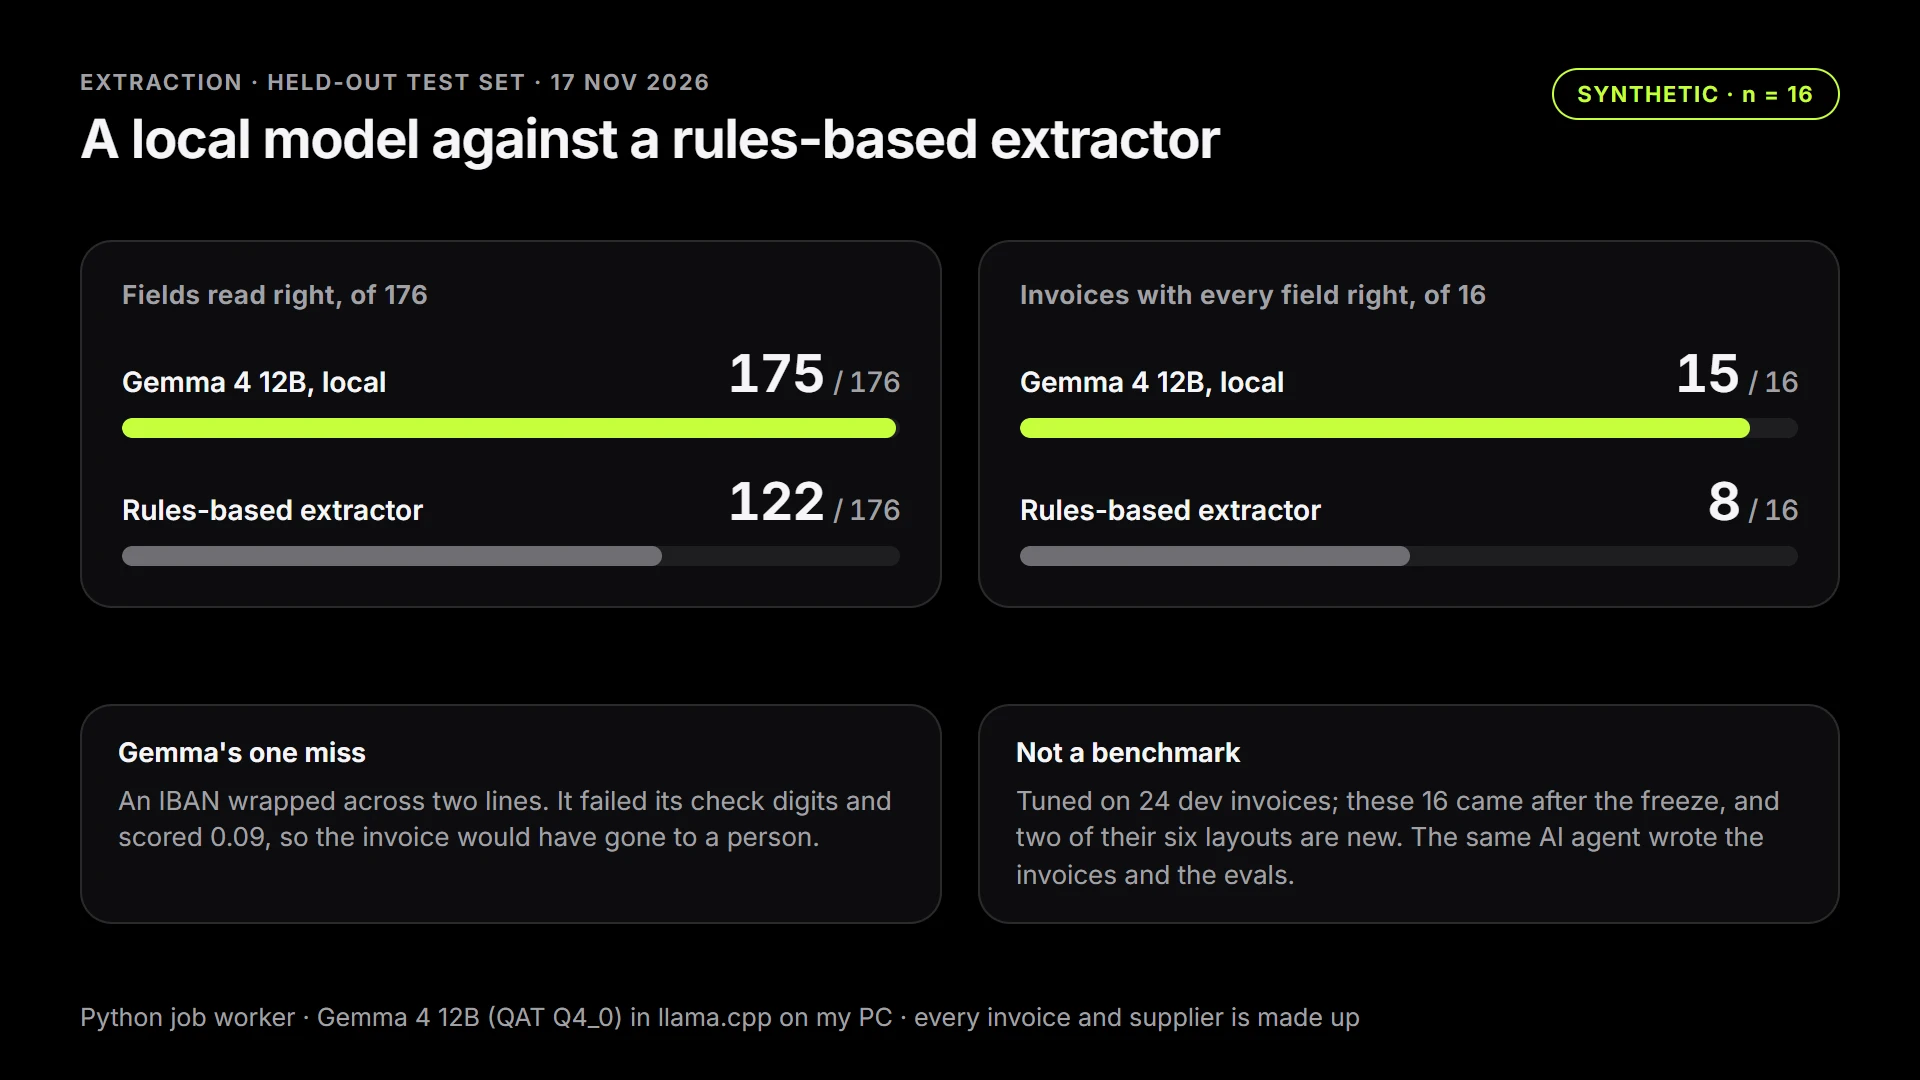 EXTRACTION · HELD-OUT TEST SET · 17 NOV 2026
A local model against a rules-based extractor
SYNTHETIC · n = 16
Fields read right, of 176
Gemma 4 12B, local 175 / 176
Rules-based extractor 122 / 176
Invoices with every field right, of 16
Gemma 4 12B, local 15 / 16
Rules-based extractor 8 / 16
Gemma's one miss
An IBAN wrapped across two lines. It failed its check digits and
scored 0.09, so the invoice would have gone to a person.
Not a benchmark
Tuned on 24 dev invoices; these 16 came after the freeze, and
two of their six layouts are new. The same AI agent wrote the
invoices and the evals.
Python job worker · Gemma 4 12B (QAT Q4_0) in llama.cpp on my PC · every invoice and supplier is made up